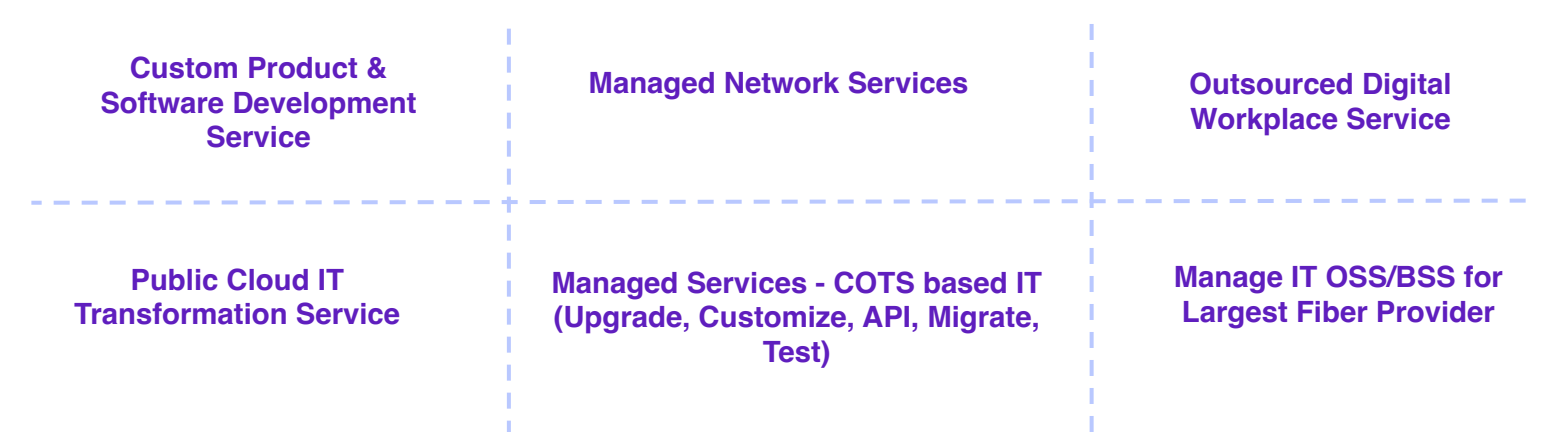 Custom Product &
Software Development
Service
Managed Network Services
Outsourced Digital
Workplace Service
Public Cloud IT
Transformation Service
Managed Services - COTS based IT
(Upgrade, Customize, API, Migrate,
Test)
Manage IT OSS/BSS for
Largest Fiber Provider